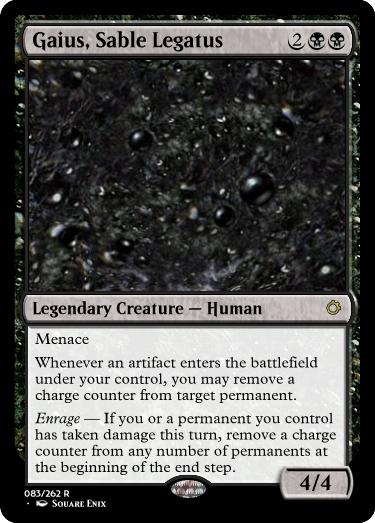 Gaius, Sable Legatus 2
Legendary Creature — Human
Menace
Whenever an artifact enters the battlefield
under your control, you may remove a
charge counter from target permanent.
Enrage — If you or a permanent you control
has taken damage this turn, remove a charge
counter from any number of permanents at
the beginning of the end step.
4/4
083/262 R
· Square Enix